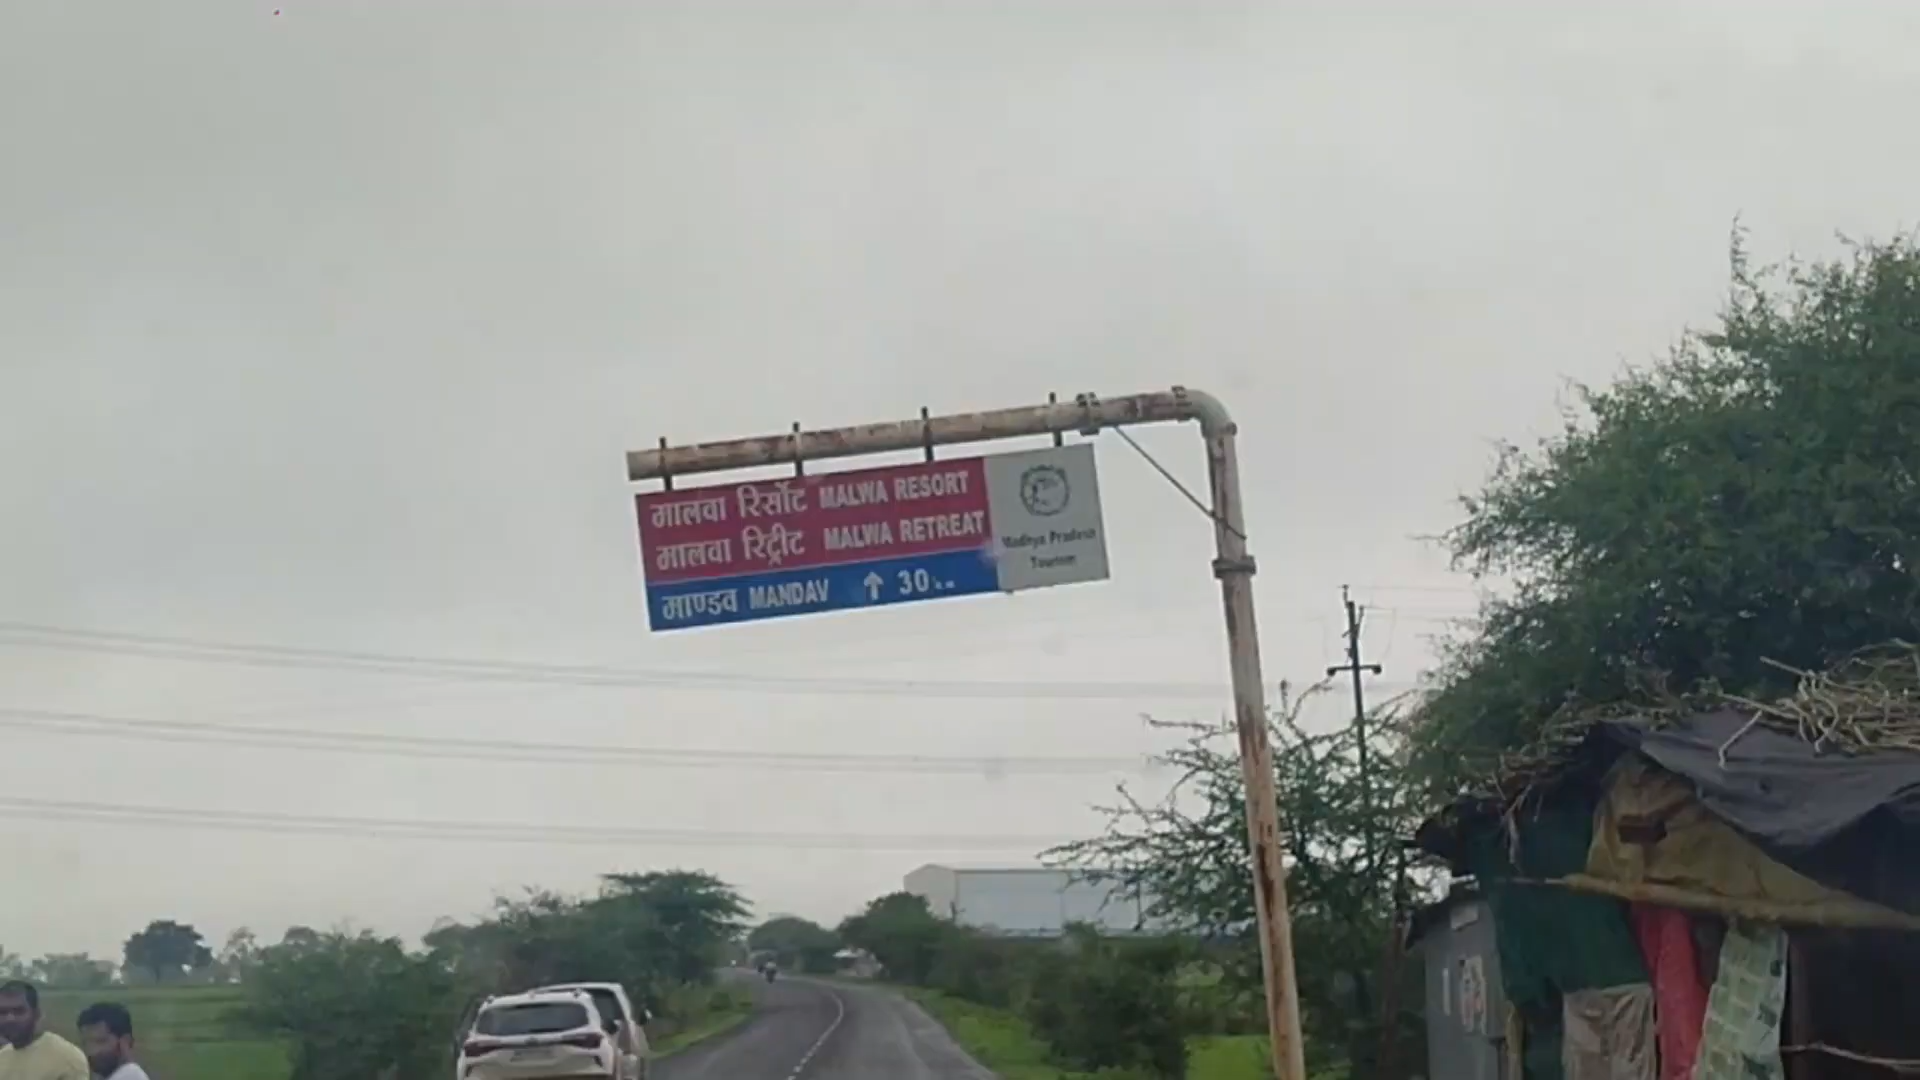 मालवा रिर्सोट MALWA RESORT
मालवा रिट्रीट MALWA RETREAT
माण्डव MANDAV ↑ 30
Madhya Pradesh
Tourism